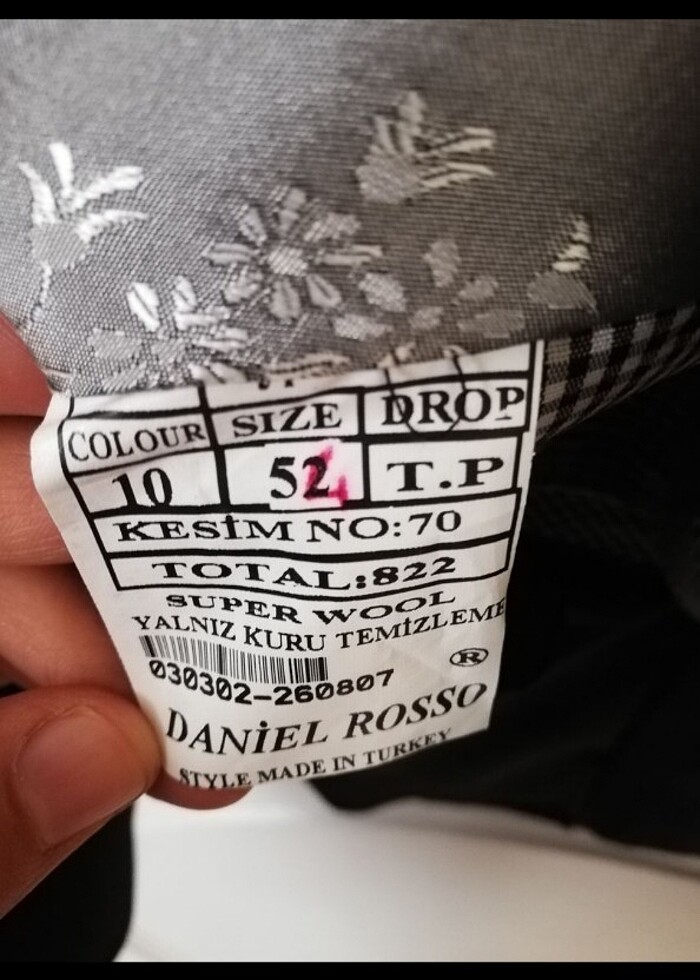 COLOUR SIZE DROP
10 52 T.P
KESİM NO:70
TOTAL:822
SUPER WOOL
YALNIZ KURU TEMİZLEME
030302-260807
®
DANİEL ROSSO
STYLE MADE IN TURKEY